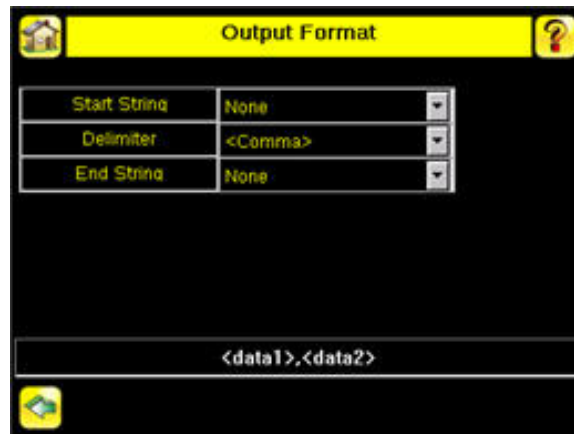 Output Format
?
Start String
None
Delimiter
<Comma>
End String
None
<data1>,<data2>